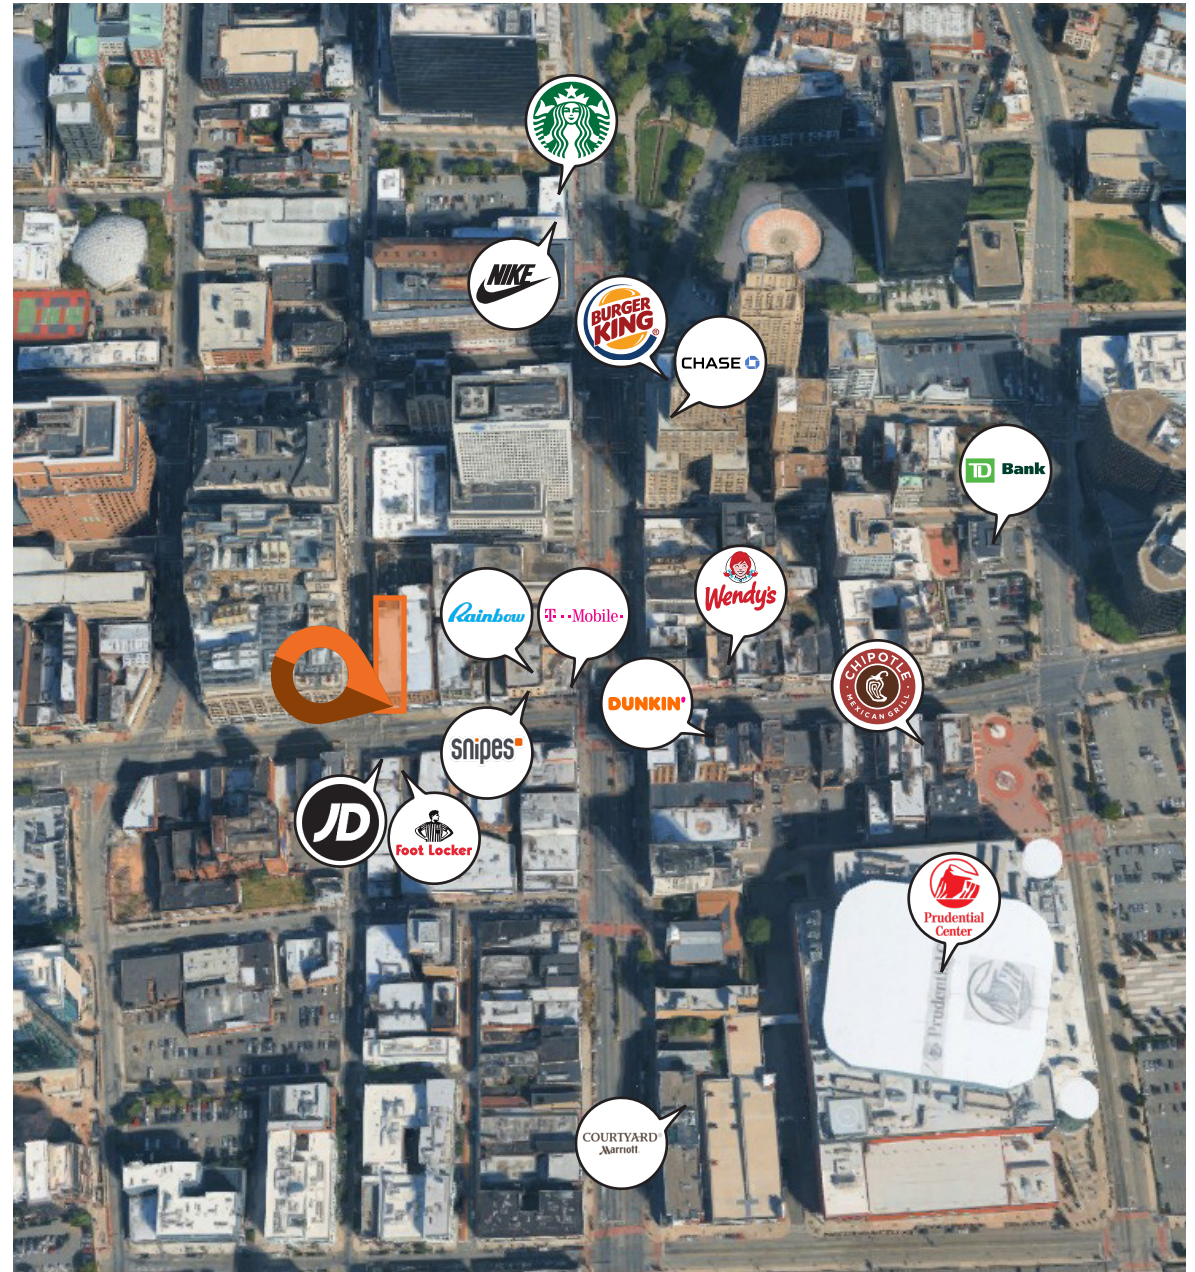 NIKE
BURGER
KING
®
CHASE
TD Bank
Rainbow
T··Mobile·
Wendy's
CHIPOTLE
MEXICAN GRILL
DUNKIN'
snipes
JD
Foot Locker
Prudential
Center
Prudential
COURTYARD®
Marriott